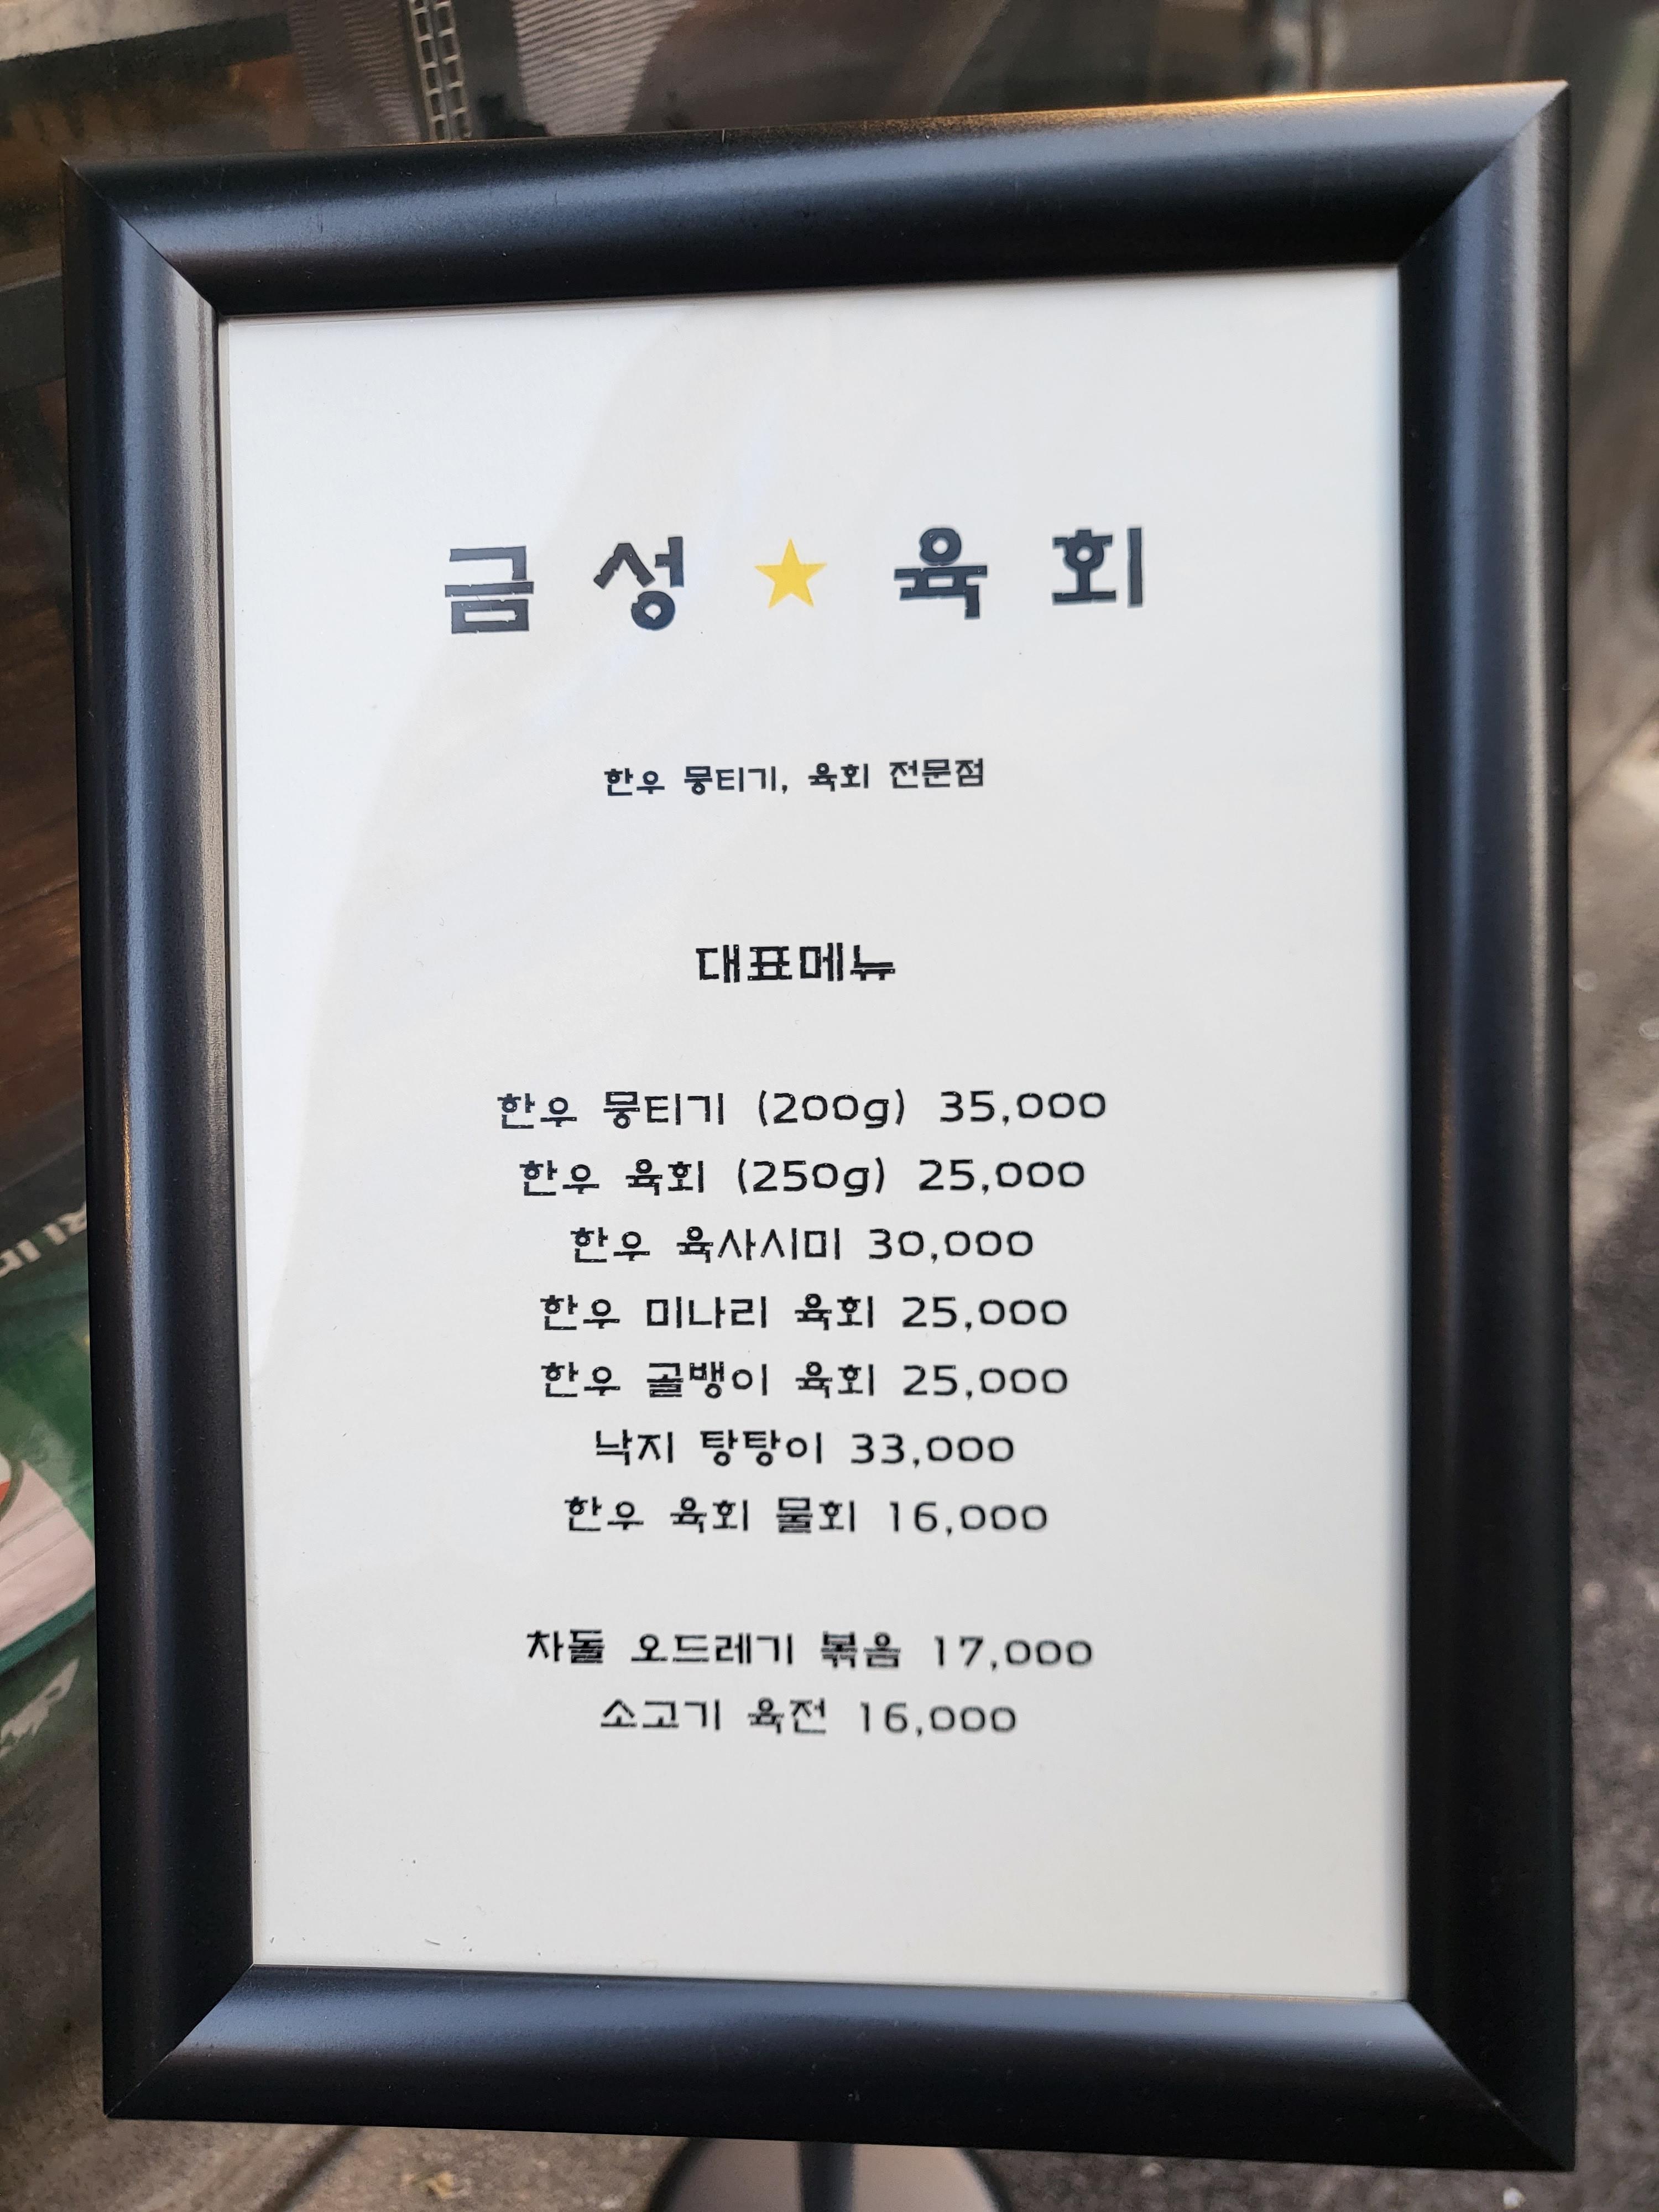 금성★육회
한우 뭉티기, 육회 전문점
대표메뉴
한우 뭉티기 (200g) 35,000
한우 육회 (250g) 25,000
한우 육사시미 30,000
한우 미나리 육회 25,000
한우 골뱅이 육회 25,000
낙지 탕탕이 33,000
한우 육회 물회 16,000
차돌 오드레기 볶음 17,000
소고기 육전 16,000